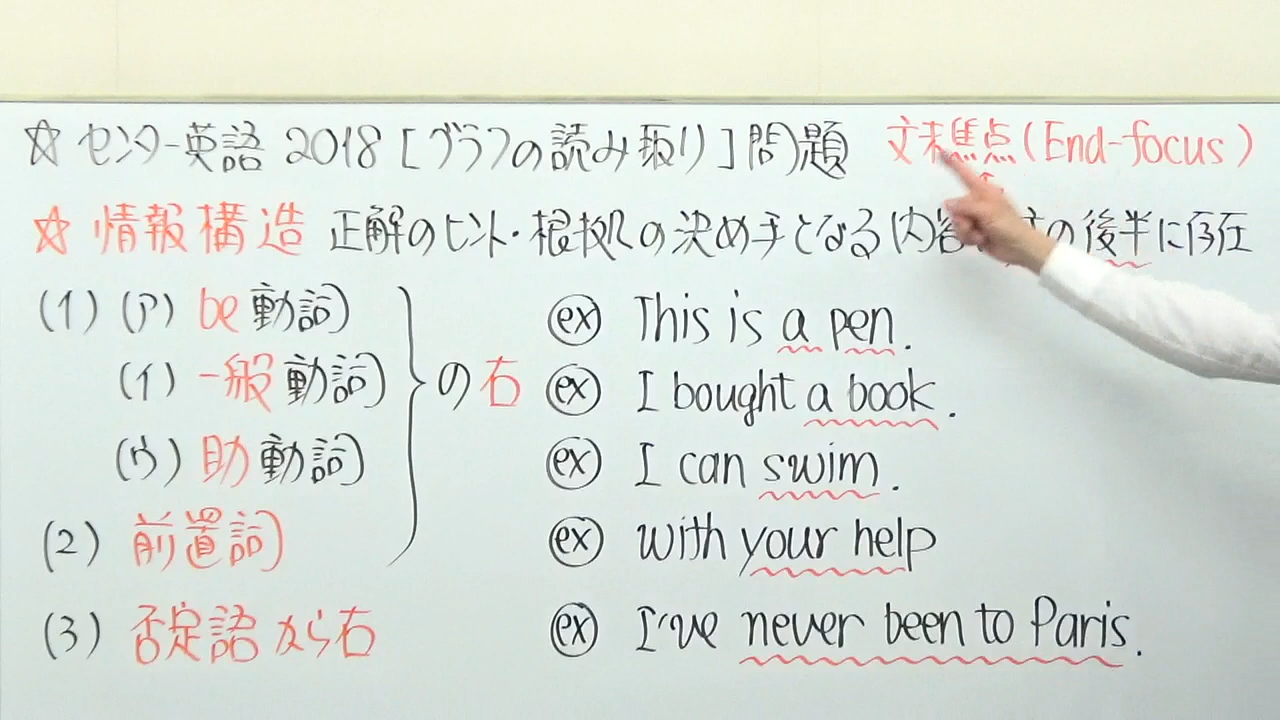 ☆ センター英語 2018 [グラフの読み取り] 問題 文末焦点 (End-focus)
☆ 情報構造 正解のヒント・根拠の決め手となる内容 の後半に存在
(1) (ア) be動詞 ex This is a pen.
(イ) 一般動詞 の右 ex I bought a book.
(ウ) 助動詞 ex I can swim.
(2) 前置詞 ex with your help
(3) 否定語から右 ex I've never been to Paris.